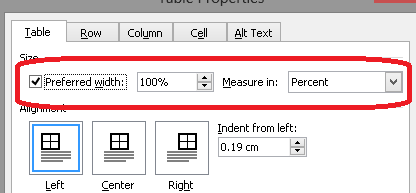 Table Properties
Table Row Column Cell Alt Text
Size
Preferred width: 100% Measure in: Percent
Alignment
Indent from left:
0.19 cm
Left Center Right